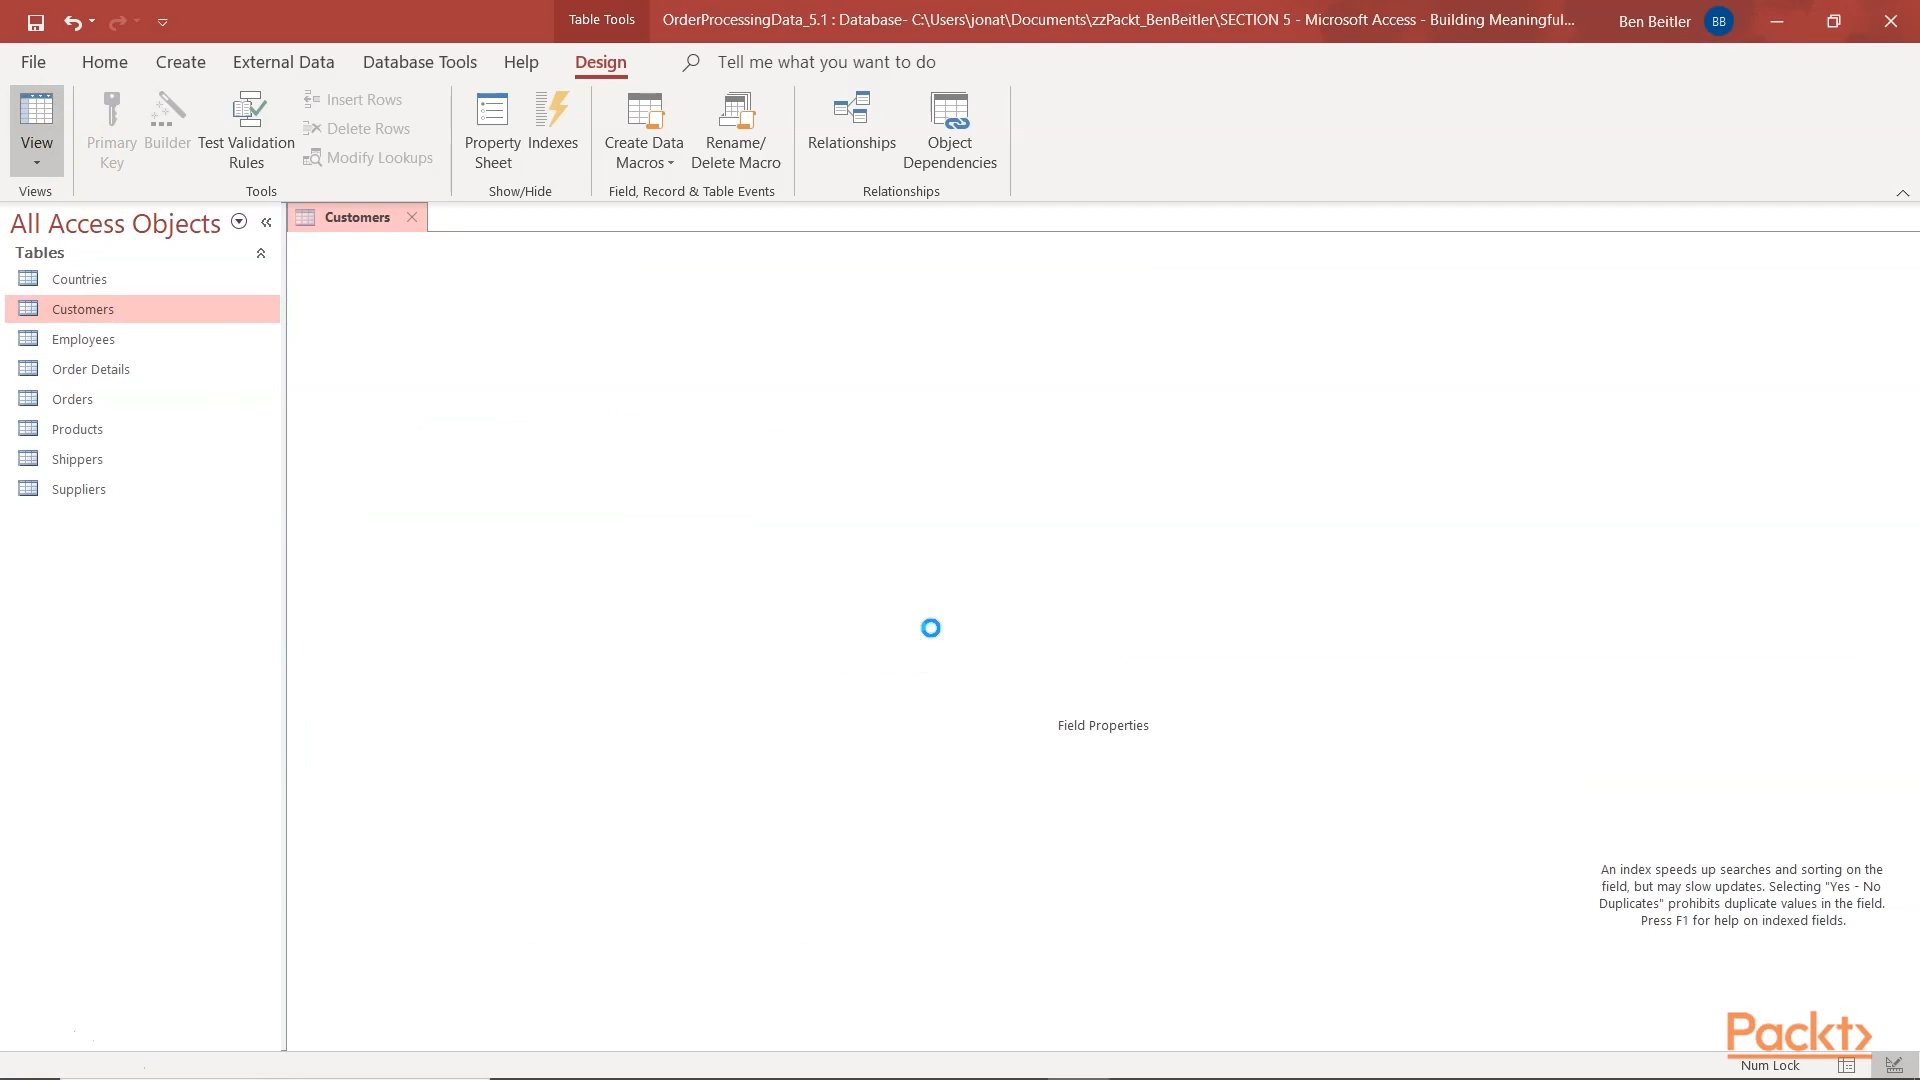 Table Tools
OrderProcessingData_5.1 : Database- C:\Users\jonat\Documents\zzPackt_BenBeitler\SECTION 5 - Microsoft Access - Building Meaningful...
Ben Beitler
BB
File
Home
Create
External Data
Database Tools
Help
Design
Tell me what you want to do
View
Primary
Key
Builder
Test Validation
Rules
Insert Rows
Delete Rows
Modify Lookups
Property
Sheet
Indexes
Create Data
Macros
Rename/
Delete Macro
Relationships
Object
Dependencies
Views
Tools
Show/Hide
Field, Record & Table Events
Relationships
All Access Objects
Tables
Countries
Customers
Employees
Order Details
Orders
Products
Shippers
Suppliers
Customers
Field Properties
An index speeds up searches and sorting on the
field, but may slow updates. Selecting "Yes - No
Duplicates" prohibits duplicate values in the field.
Press F1 for help on indexed fields.
Packt
Num Lock